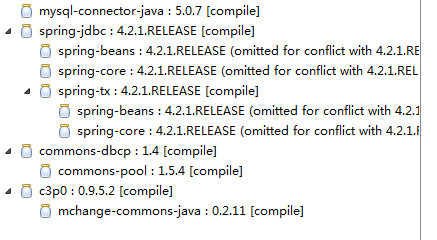 mysql-connector-java : 5.0.7 [compile]
spring-jdbc : 4.2.1.RELEASE [compile]
spring-beans : 4.2.1.RELEASE (omitted for conflict with 4.2.1.RE
spring-core : 4.2.1.RELEASE (omitted for conflict with 4.2.1.REL
spring-tx : 4.2.1.RELEASE [compile]
spring-beans : 4.2.1.RELEASE (omitted for conflict with 4.2.1
spring-core : 4.2.1.RELEASE (omitted for conflict with 4.2.1.F
commons-dbcp : 1.4 [compile]
commons-pool : 1.5.4 [compile]
c3p0 : 0.9.5.2 [compile]
mchange-commons-java : 0.2.11 [compile]